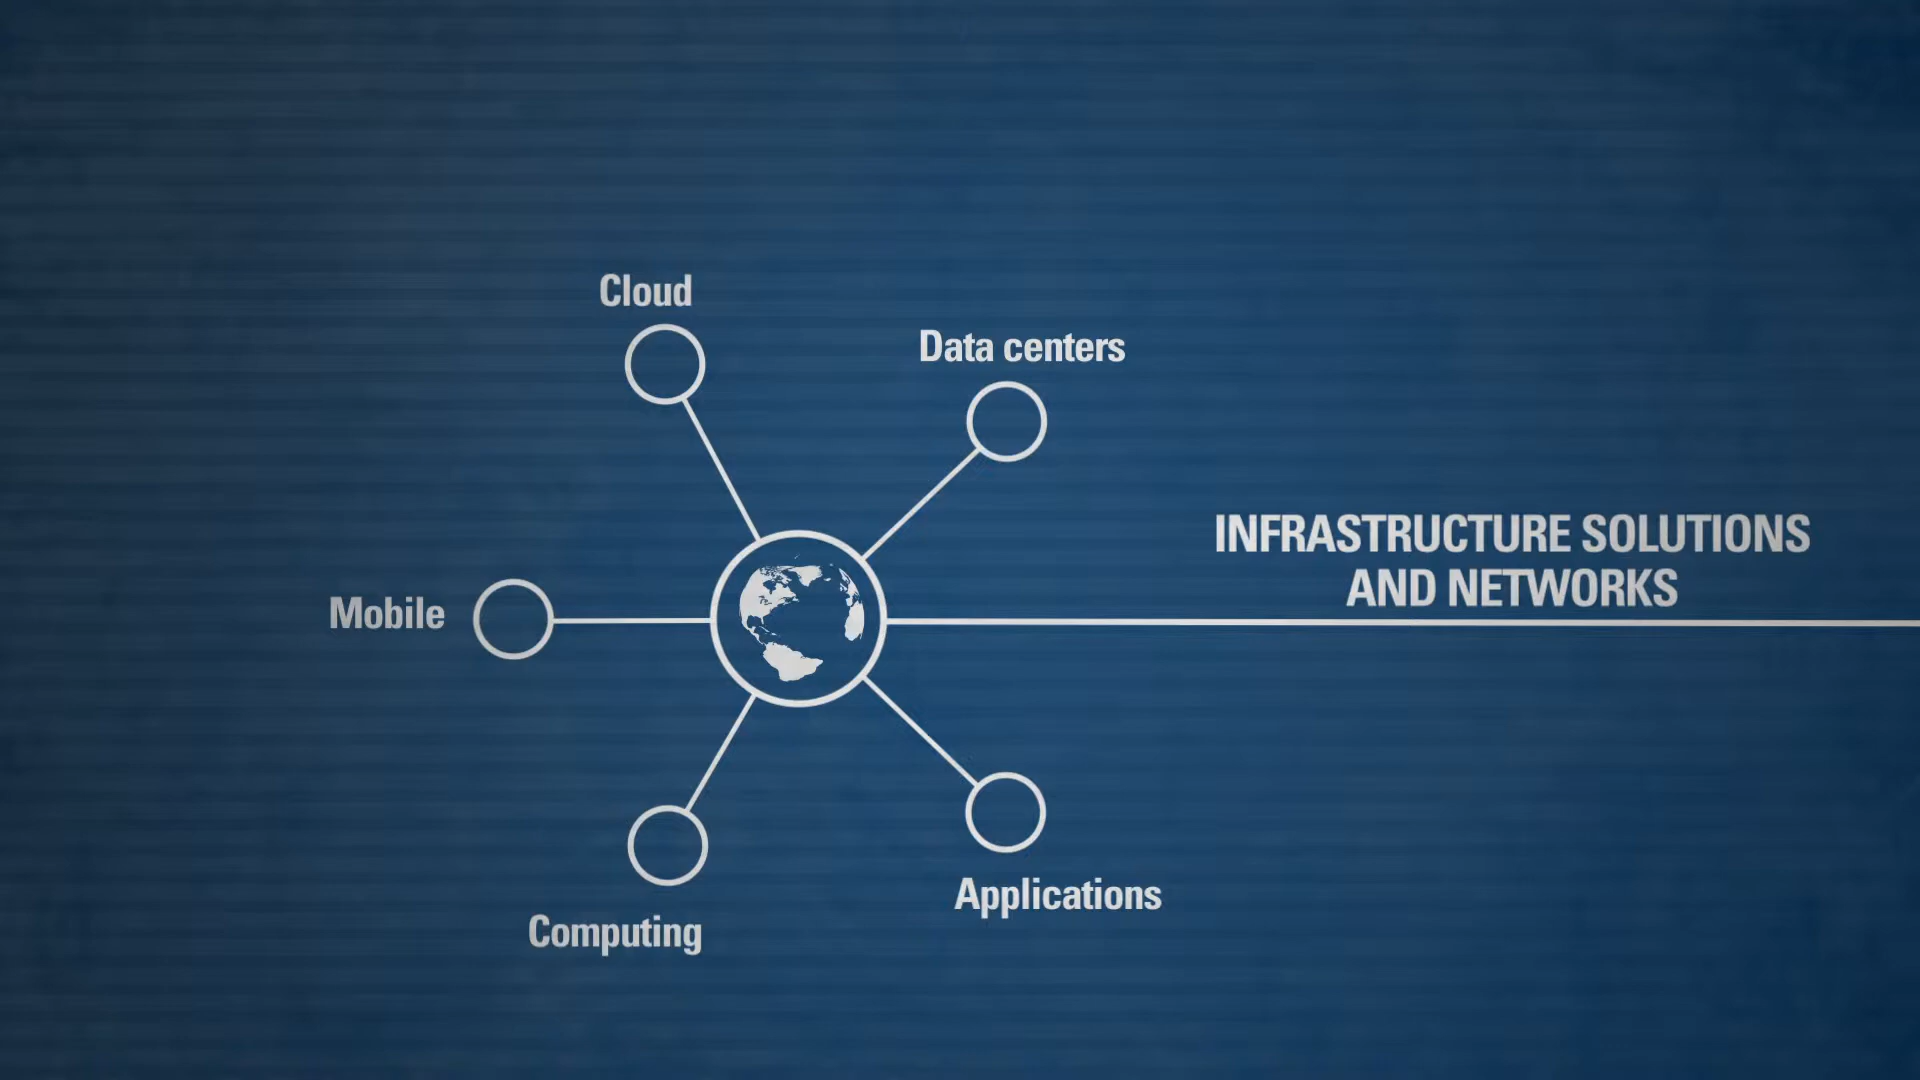 Cloud
Data centers
INFRASTRUCTURE SOLUTIONS
AND NETWORKS
Mobile
Applications
Computing